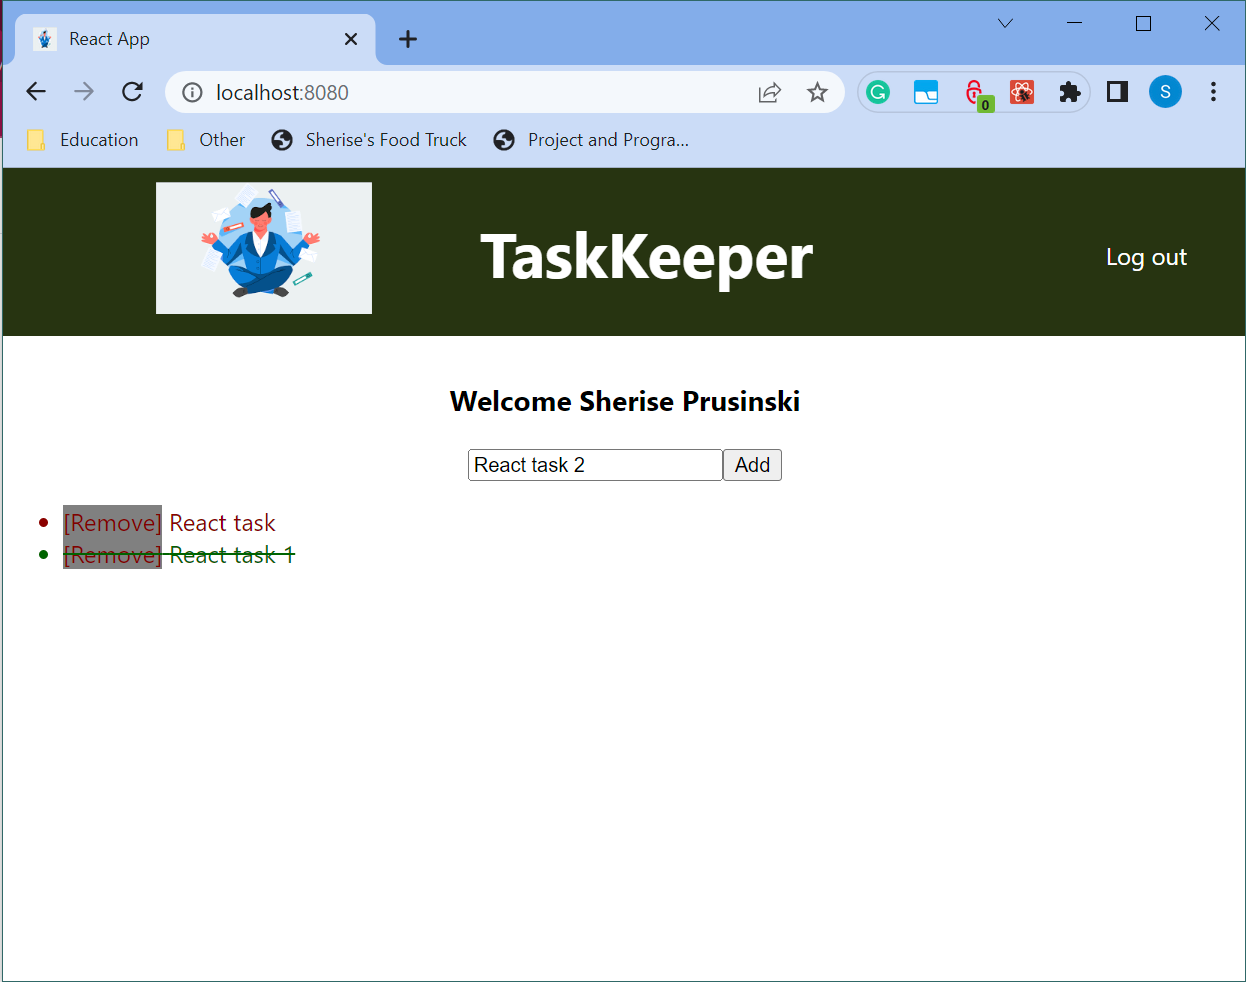 React App
localhost:8080
0
S
Education
Other
Sherise's Food Truck
Project and Progra...
TaskKeeper
Log out
Welcome Sherise Prusinski
React task 2 Add
[Remove] React task
[Remove] React task 1